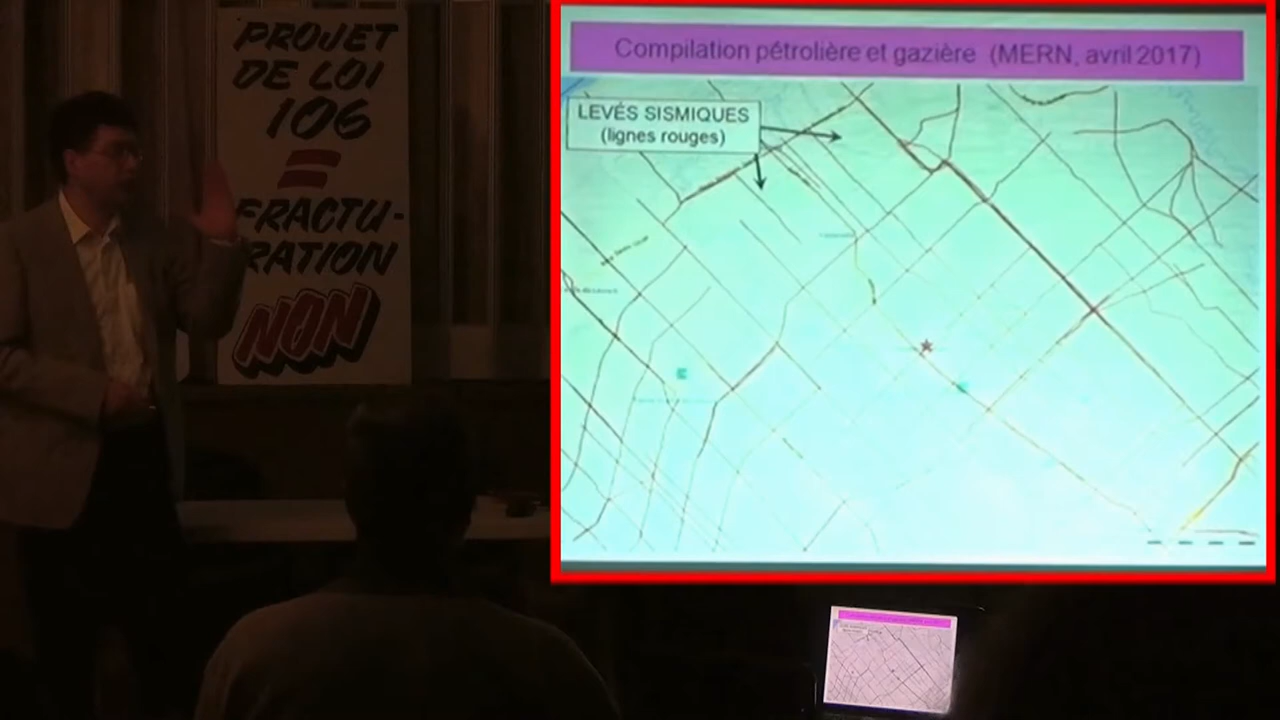 PROJET
DE LOI
106
=
FRACTU-
RATION
NON
Compilation pétrolière et gazière (MERN, avril 2017)
LEVÉS SISMIQUES
(lignes rouges)